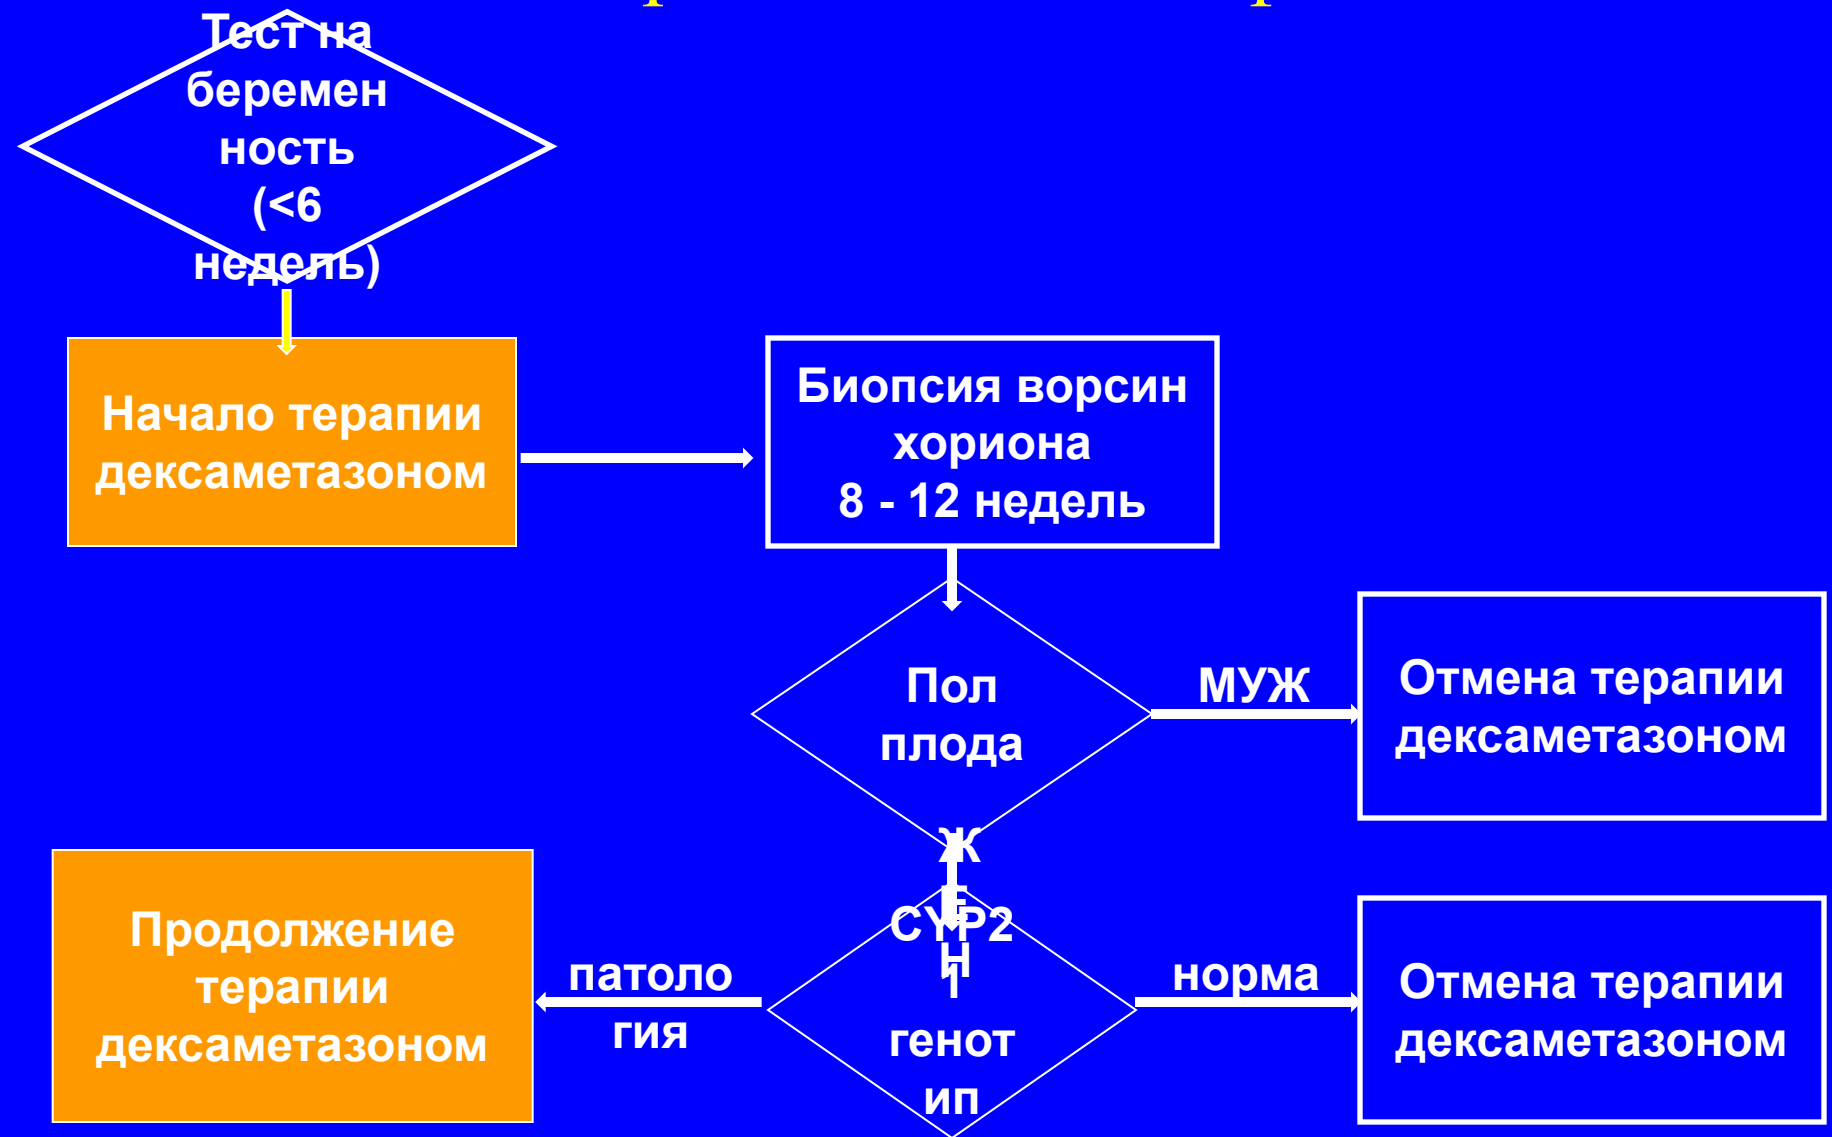 Тест на
беремен
ность
(<6
недель)
Начало терапии
дексаметазоном
Биопсия ворсин
хориона
8 - 12 недель
Пол
плода
МУЖ
Отмена терапии
дексаметазоном
Ж
Е
Н
CYP2
1
генот
ип
патоло
гия
норма
Продолжение
терапии
дексаметазоном
Отмена терапии
дексаметазоном